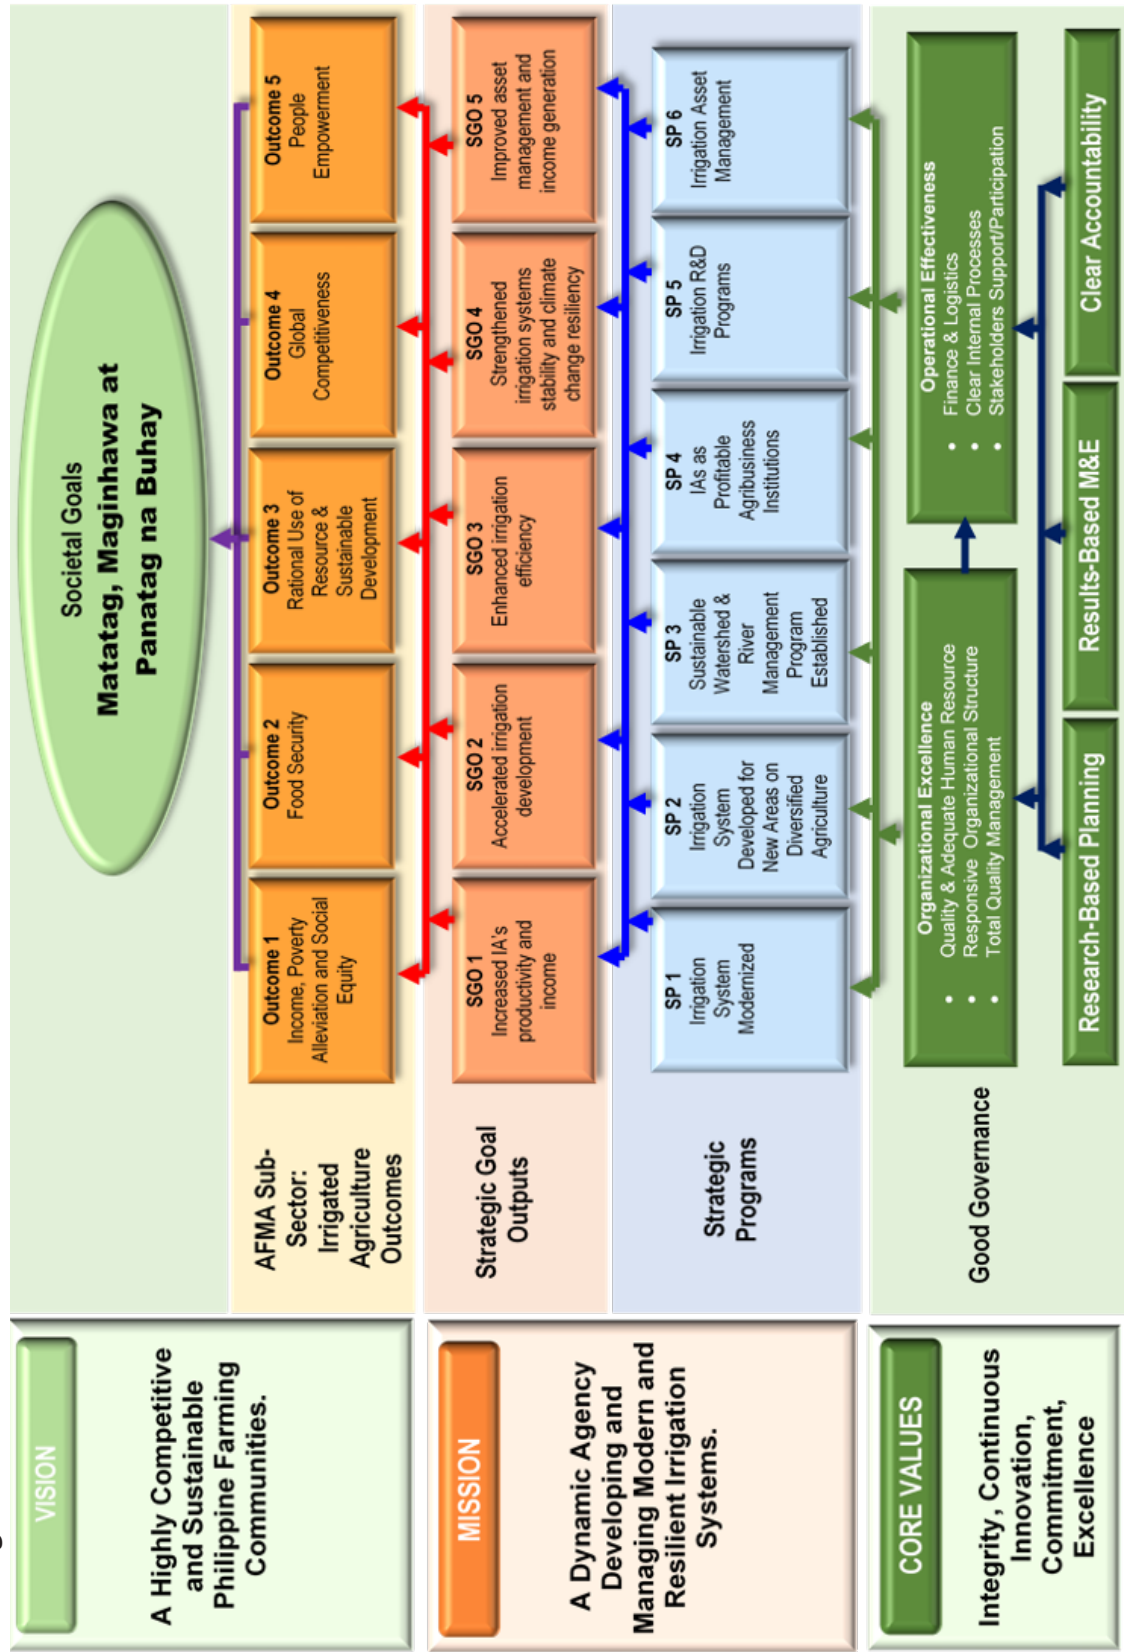 VISION
A Highly Competitive
and Sustainable
Philippine Farming
Communities.
MISSION
A Dynamic Agency
Developing and
Managing Modern and
Resilient Irrigation
Systems.
CORE VALUES
Integrity, Continuous
Innovation,
Commitment,
Excellence
Societal Goals
Matatag, Maginhawa at
Panatag na Buhay
AFMA Sub-
Sector:
Irrigated
Agriculture
Outcomes
Outcome 1
Income, Poverty
Alleviation and Social
Equity
Outcome 2
Food Security
Outcome 3
Rational Use of
Resource &
Sustainable
Development
Outcome 4
Global
Competitiveness
Outcome 5
People
Empowerment
Strategic Goal
Outputs
SGO 1
Increased IA's
productivity and
income
SGO 2
Accelerated irrigation
development
SGO 3
Enhanced irrigation
efficiency
SGO 4
Strengthened
irrigation systems
stability and climate
change resiliency
SGO 5
Improved asset
management and
income generation
Strategic
Programs
SP 1
Irrigation
System
Modernized
SP 2
Irrigation
System
Developed for
New Areas on
Diversified
Agriculture
SP 3
Sustainable
Watershed &
River
Management
Program
Established
SP 4
IAs as
Profitable
Agribusiness
Institutions
SP 5
Irrigation R&D
Programs
SP 6
Irrigation Asset
Management
Good Governance
Organizational Excellence
• Quality & Adequate Human Resource
• Responsive Organizational Structure
• Total Quality Management
Operational Effectiveness
• Finance & Logistics
• Clear Internal Processes
• Stakeholders Support/Participation
Research-Based Planning
Results-Based M&E
Clear Accountability